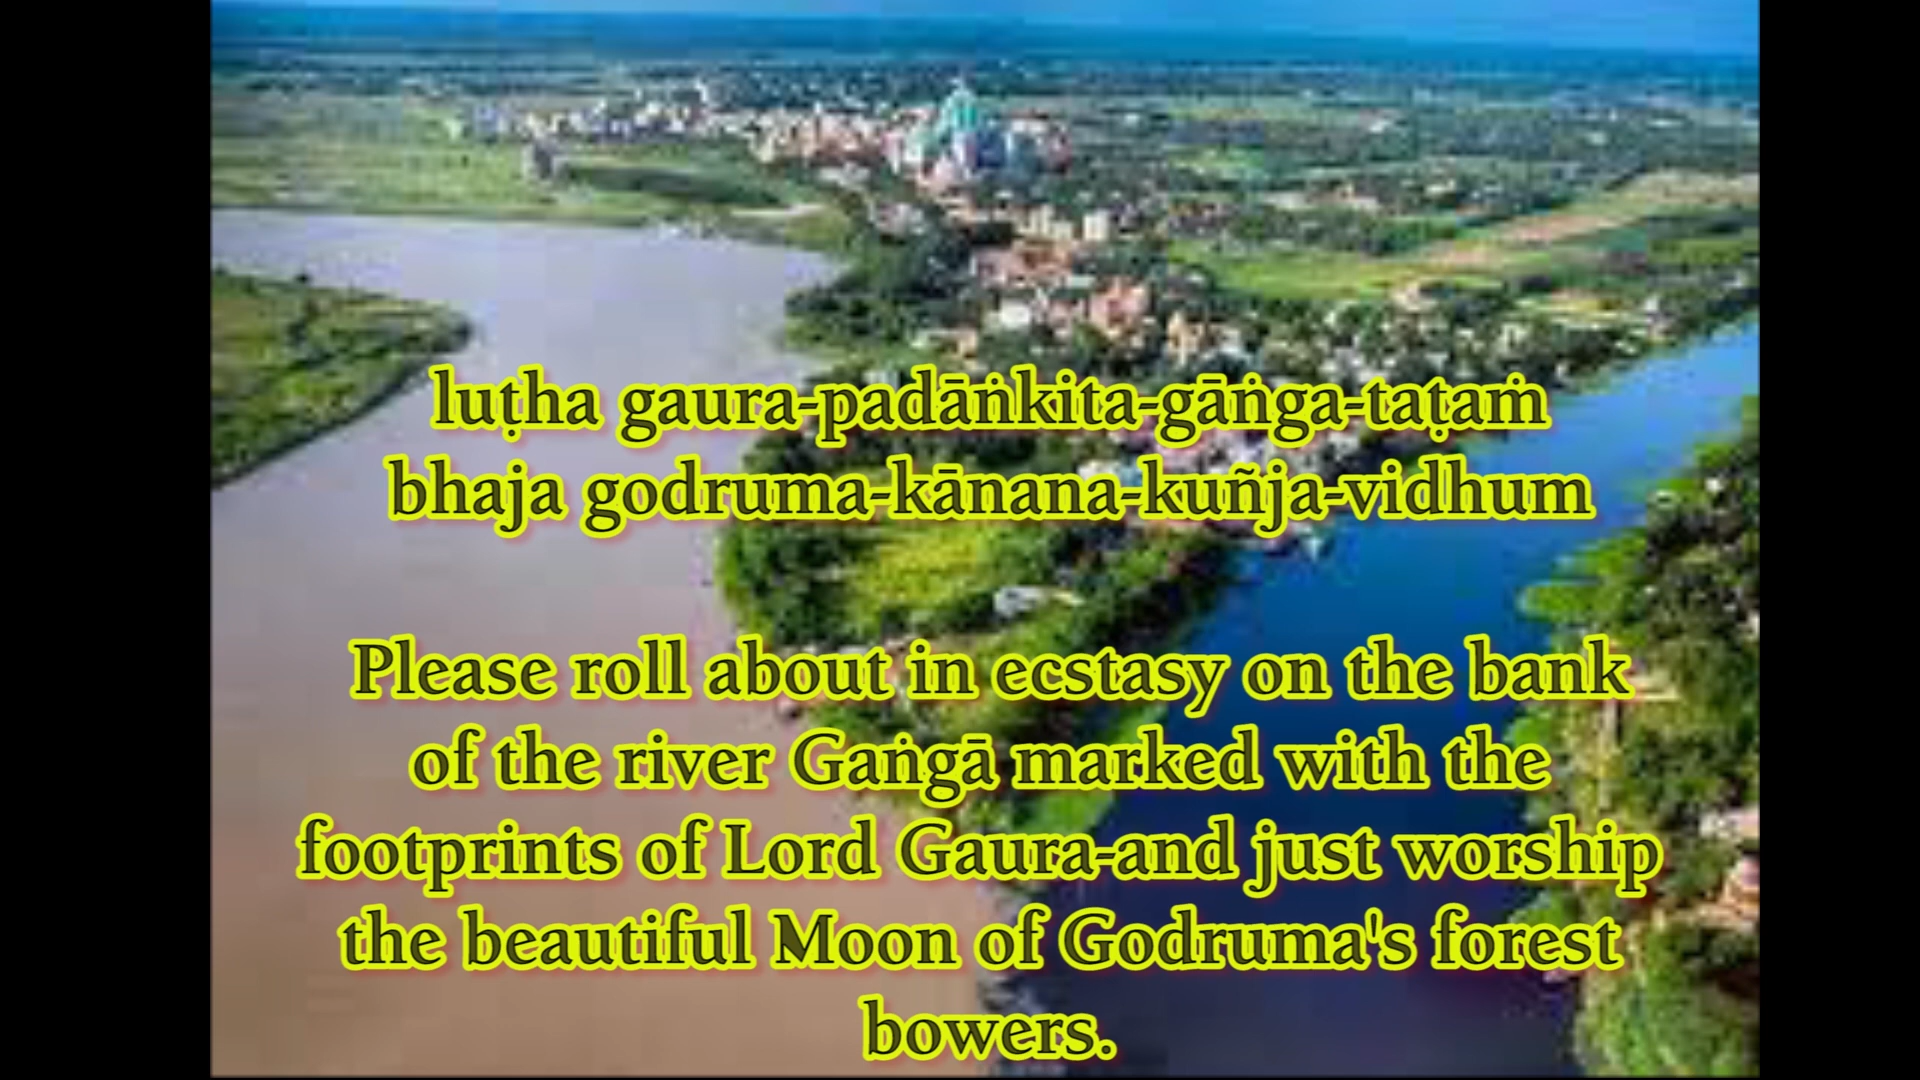 luṭha gaura-padāṅkita-gāṅga-taṭaṁ
bhaja godruma-kānana-kuñja-vidhum
Please roll about in ecstasy on the bank
of the river Gaṅgā marked with the
footprints of Lord Gaura-and just worship
the beautiful Moon of Godruma's forest
bowers.